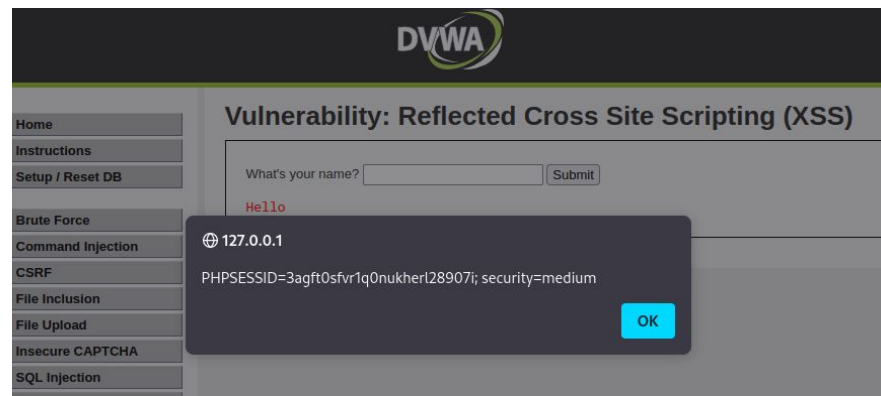 DVWA
Vulnerability: Reflected Cross Site Scripting (XSS)
Home
Instructions
Setup / Reset DB
Brute Force
Command Injection
CSRF
File Inclusion
File Upload
Insecure CAPTCHA
SQL Injection
What's your name? Submit
Hello
127.0.0.1
PHPSESSID=3agft0sfvr1q0nukherl28907i; security=medium
OK